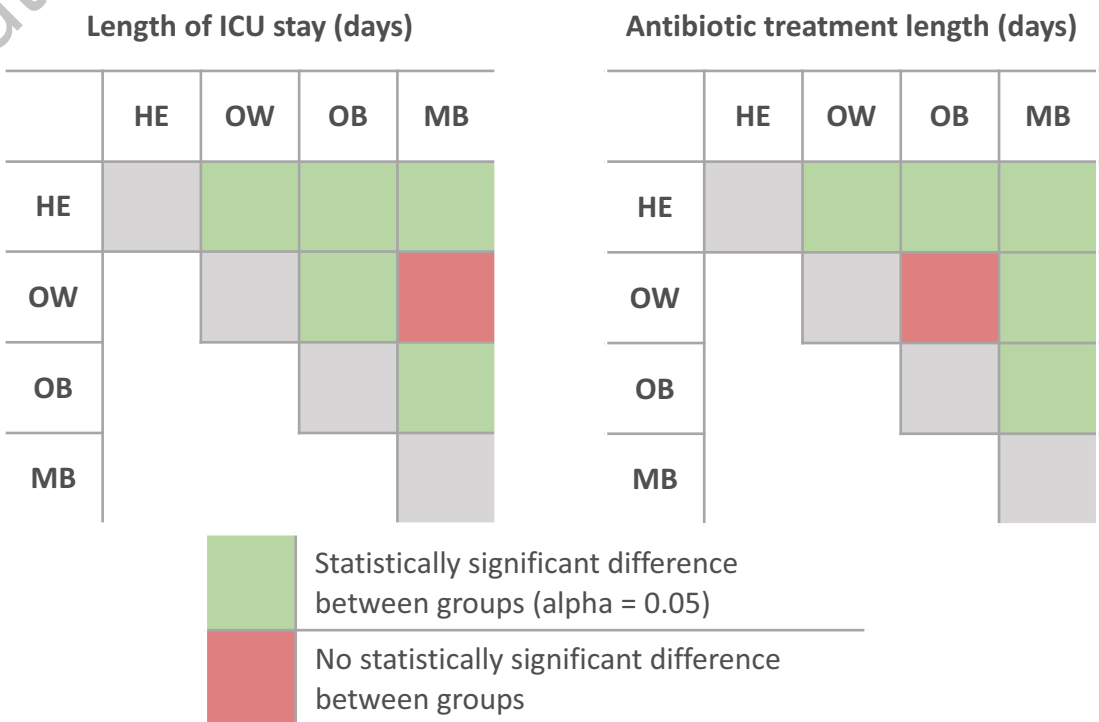 Length of ICU stay (days)
HE OW OB MB
HE
OW
OB
MB
Antibiotic treatment length (days)
HE OW OB MB
HE
OW
OB
MB
Statistically significant difference
between groups (alpha = 0.05)
No statistically significant difference
between groups